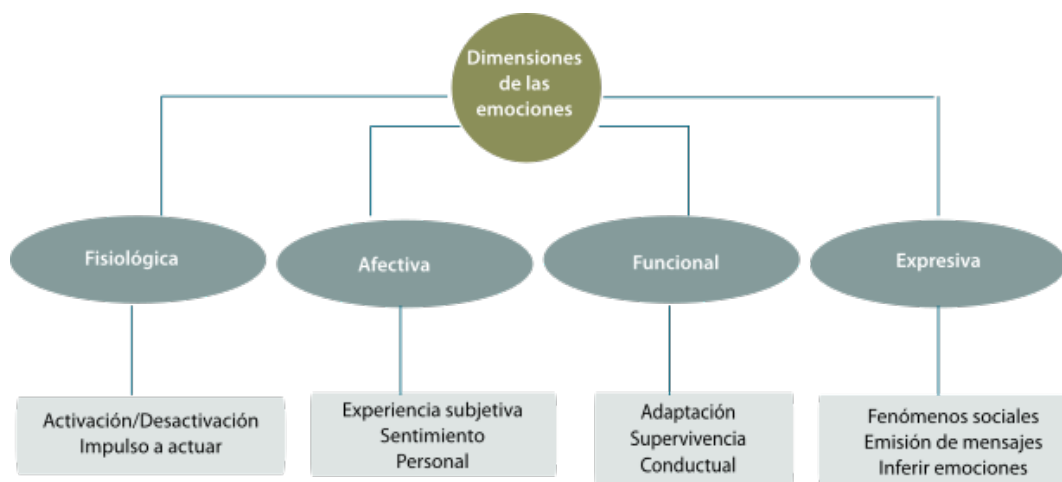 Dimensiones
de las
emociones
Fisiológica
Afectiva
Funcional
Expresiva
Activación/Desactivación
Impulso a actuar
Experiencia subjetiva
Sentimiento
Personal
Adaptación
Supervivencia
Conductual
Fenómenos sociales
Emisión de mensajes
Inferir emociones